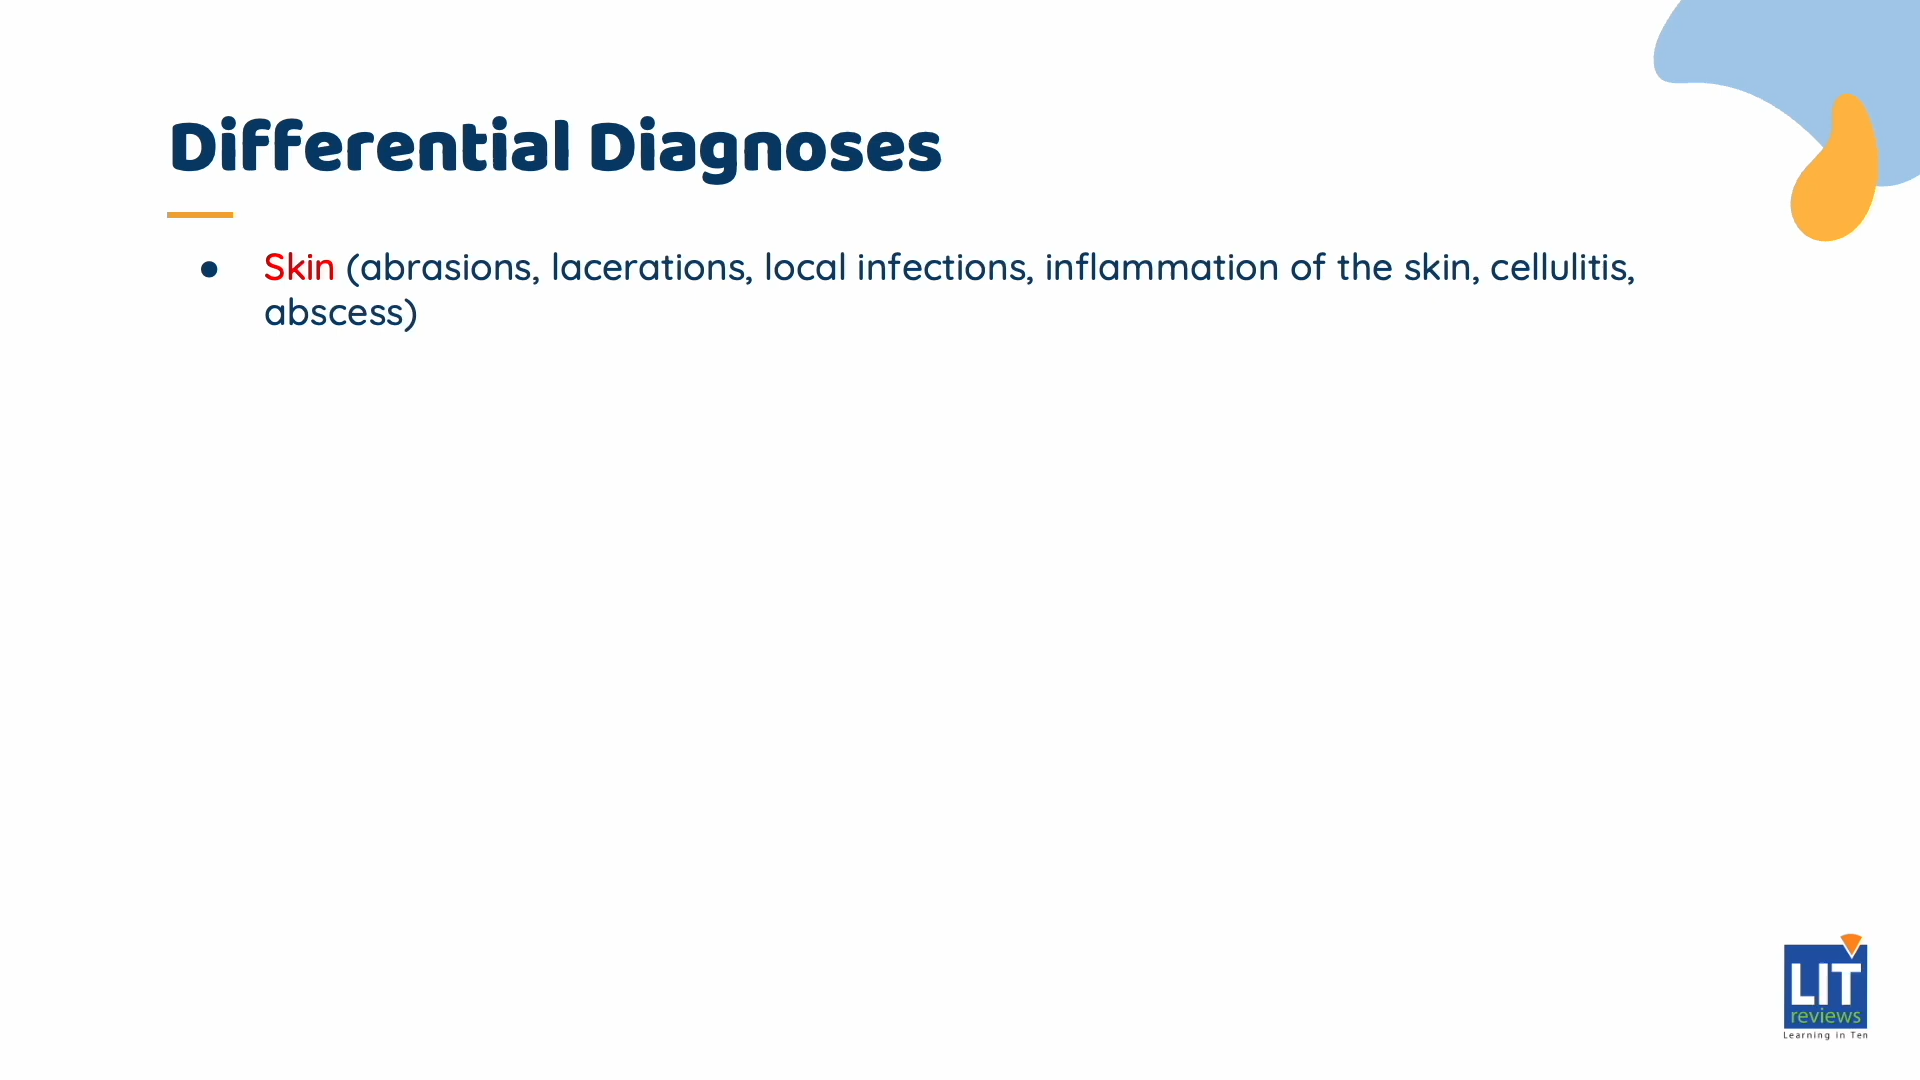 Differential Diagnoses
● Skin (abrasions, lacerations, local infections, inflammation of the skin, cellulitis,
abscess)
LIT
reviews
Learning in Ten